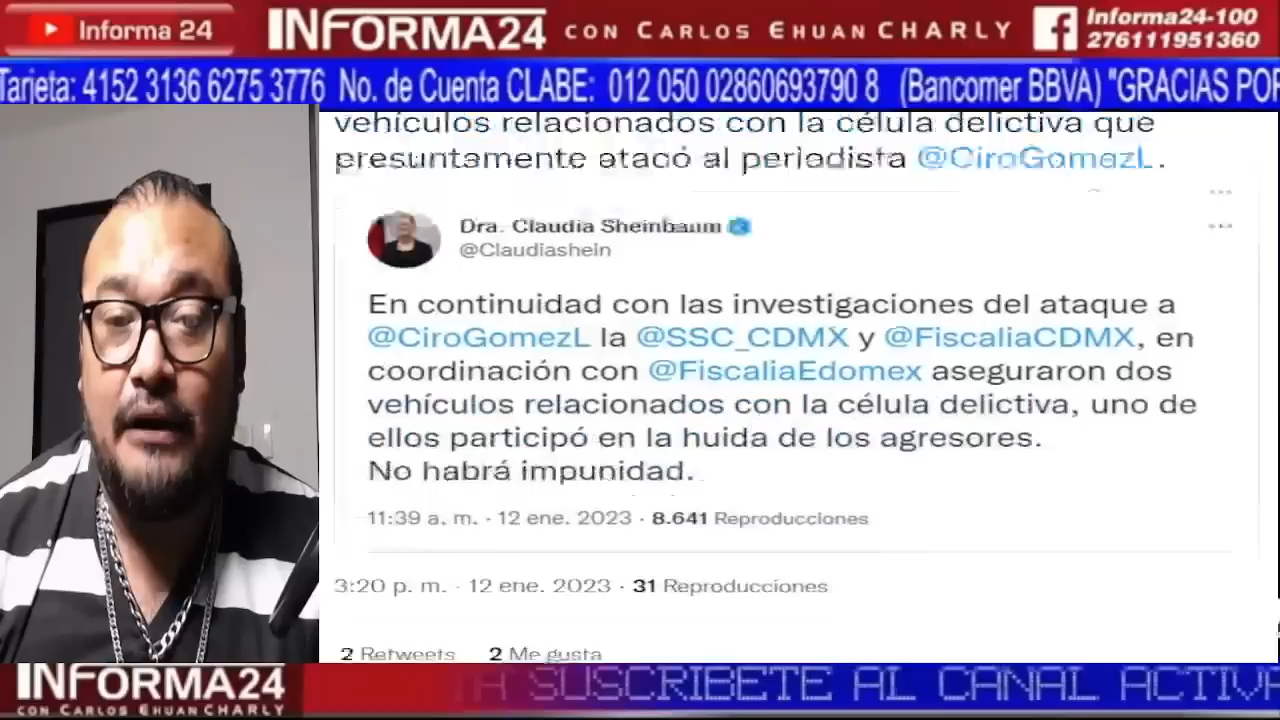 Informa 24
INFORMA24 CON CARLOS EHUAN CHARLY
Informa24-100
276111951360
Tarjeta: 4152 3136 6275 3776 No. de Cuenta CLABE: 012 050 02860693790 8 (Bancomer BBVA) "GRACIAS POR
vehículos relacionados con la célula delictiva que
presuntamente atacó al periodista @CiroGomezL.
Dra. Claudia Sheinbaum
@Claudiashein
En continuidad con las investigaciones del ataque a
@CiroGomezL la @SSC_CDMX y @FiscaliaCDMX, en
coordinación con @FiscaliaEdomex aseguraron dos
vehículos relacionados con la célula delictiva, uno de
ellos participó en la huida de los agresores.
No habrá impunidad.
11:39 a. m. · 12 ene. 2023 · 8.641 Reproducciones
3:20 p. m. · 12 ene. 2023 · 31 Reproducciones
2 Retweets 2 Me gusta
INFORMA24
CON CARLOS EHUAN CHARLY
SUSCRIBETE AL CANAL ACTIVA